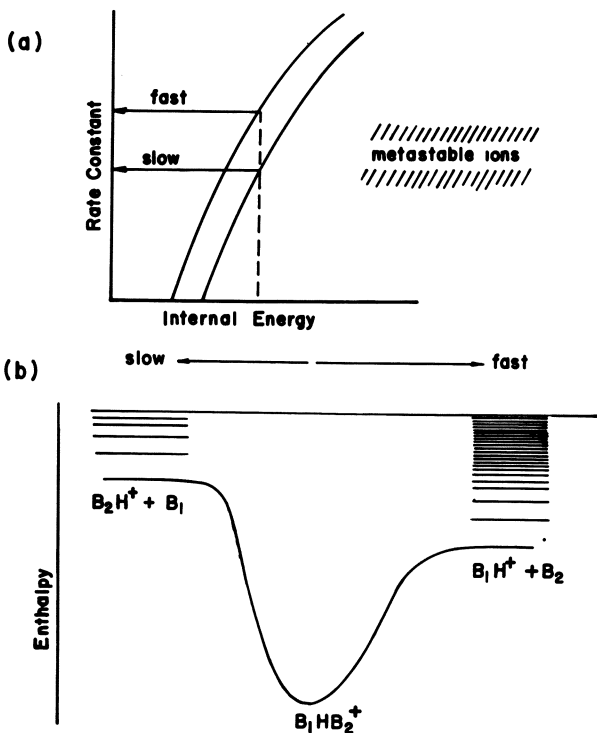 (a)
Rate Constant
fast
slow
metastable ions
Internal Energy
(b)
slow
fast
Enthalpy
B₂H⁺ + B₁
B₁H⁺ + B₂
B₁HB₂⁺